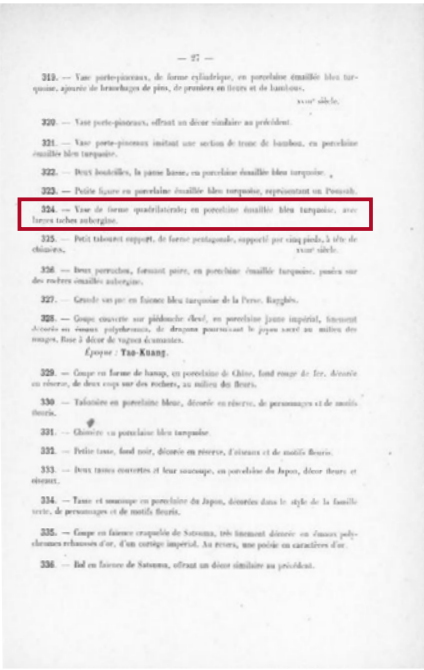 — 27 —
319. — Vase porte-pinceaux, de forme cylindrique, en porcelaine émaillée bleu tur-
quoise, ajourée de branchages de pins, de pruniers en fleurs et de bambous.
XVIIIe siècle.
320. — Vase porte-pinceaux, offrant un décor similaire au précédent.
321. — Vase porte-pinceaux imitant une section de tronc de bambou, en porcelaine
émaillée bleu turquoise.
322. — Deux bouteilles, la panse basse, en porcelaine émaillée bleu turquoise.
323. — Petite figure en porcelaine émaillée bleu turquoise, représentant un
324. — Vase de forme quadrilatérale; en porcelaine émaillée bleu turquoise, avec
larges taches aubergine.
325. — Petit tabouret support, de forme pentagonale, supporté par cinq pieds, à tête de
chimères. XVIIIe siècle.
326. — Deux perruches, formant paire, en porcelaine émaillée turquoise, posées sur
des rochers émaillés aubergine.
327. — Grande vasque en faïence bleu turquoise de la Perse. Rhaghès.
328. — Coupe couverte sur piédouche élevé, en porcelaine jaune impérial, finement
décorée en émaux polychromes, de dragons poursuivant le joyau sacré au milieu des
nuages. Base à décor de vagues écumantes.
Époque : Tao-Kuang.
329. — Coupe en forme de hanap, en porcelaine de Chine, fond rouge de fer, décorée
en réserve, de deux coqs sur des rochers, au milieu de fleurs.
330 — Tabatière en porcelaine bleue, décorée en réserve, de personnages et de motifs
fleuris.
331. — Chimère en porcelaine bleu turquoise.
332. — Petite tasse, fond noir, décorée en réserve, d'oiseaux et de motifs fleuris.
333. — Deux tasses couvertes et leur soucoupe, en porcelaine du Japon, décor fleurs et
oiseaux.
334. — Tasse et soucoupe en porcelaine du Japon, décorées dans le style de la famille
verte, de personnages et de motifs fleuris.
335. — Coupe en faïence craquelée de Satsouma, très finement décorée en émaux poly-
chromes rehaussés d'or, d'un cortège impérial. Au revers, une poésie en caractères d'or.
336. — Bol en faïence de Satsouma, offrant un décor similaire au précédent.